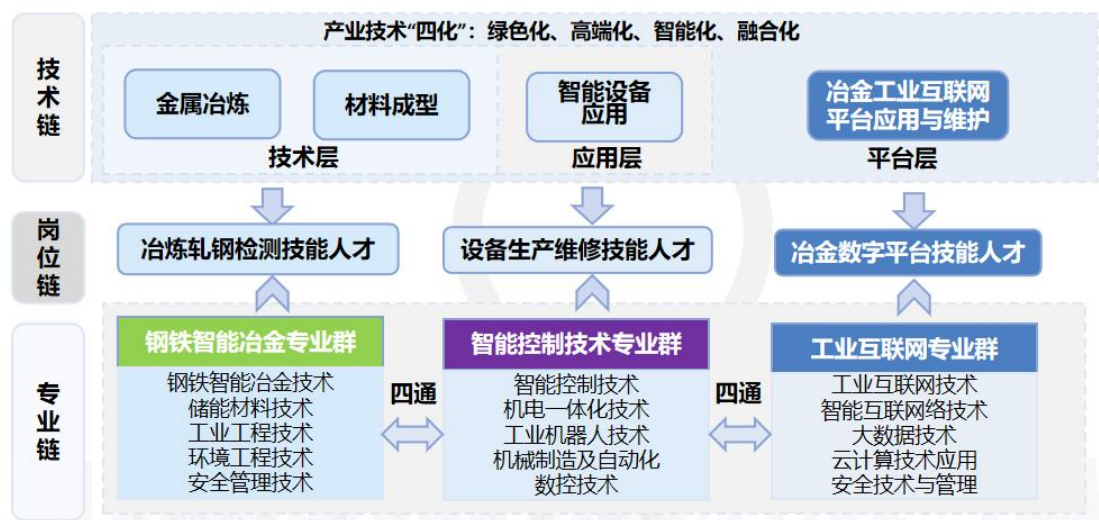 技术链
产业技术“四化”：绿色化、高端化、智能化、融合化
金属冶炼
材料成型
技术层
智能设备
应用
应用层
冶金工业互联网
平台应用与维护
平台层
岗位链
冶炼轧钢检测技能人才
设备生产维修技能人才
冶金数字平台技能人才
专业链
钢铁智能冶金专业群
钢铁智能冶金技术
储能材料技术
工业工程技术
环境工程技术
安全管理技术
四通
智能控制技术专业群
智能控制技术
机电一体化技术
工业机器人技术
机械制造及自动化
数控技术
四通
工业互联网专业群
工业互联网技术
智能互联网络技术
大数据技术
云计算技术应用
安全技术与管理